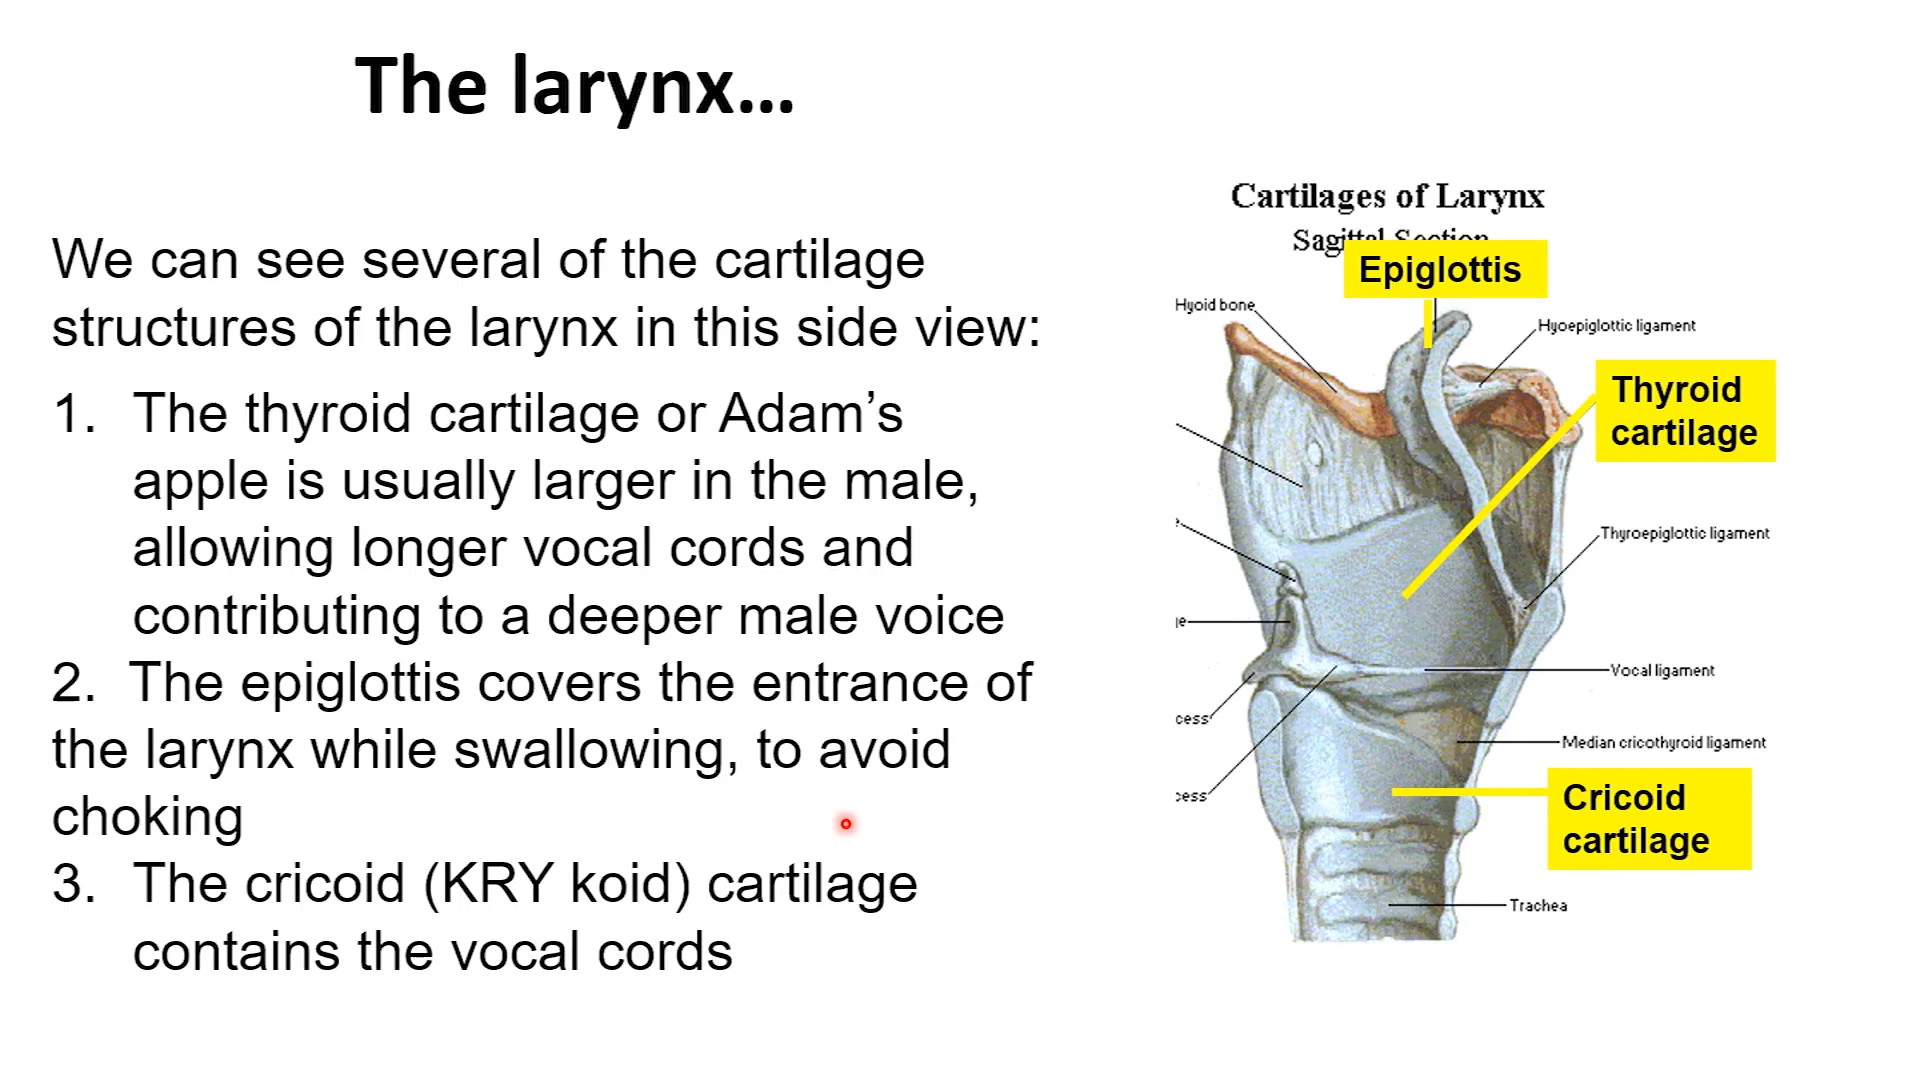 The larynx...
We can see several of the cartilage
structures of the larynx in this side view:
1. The thyroid cartilage or Adam’s
apple is usually larger in the male,
allowing longer vocal cords and
contributing to a deeper male voice
2. The epiglottis covers the entrance of
the larynx while swallowing, to avoid
choking
3. The cricoid (KRY koid) cartilage
contains the vocal cords
Cartilages of Larynx
Sagittal Section
Epiglottis
Hyoid bone
Hyoepiglottic ligament
Thyroid
cartilage
Thyroepiglottic ligament
Vocal ligament
Median cricothyroid ligament
Cricoid
cartilage
Trachea